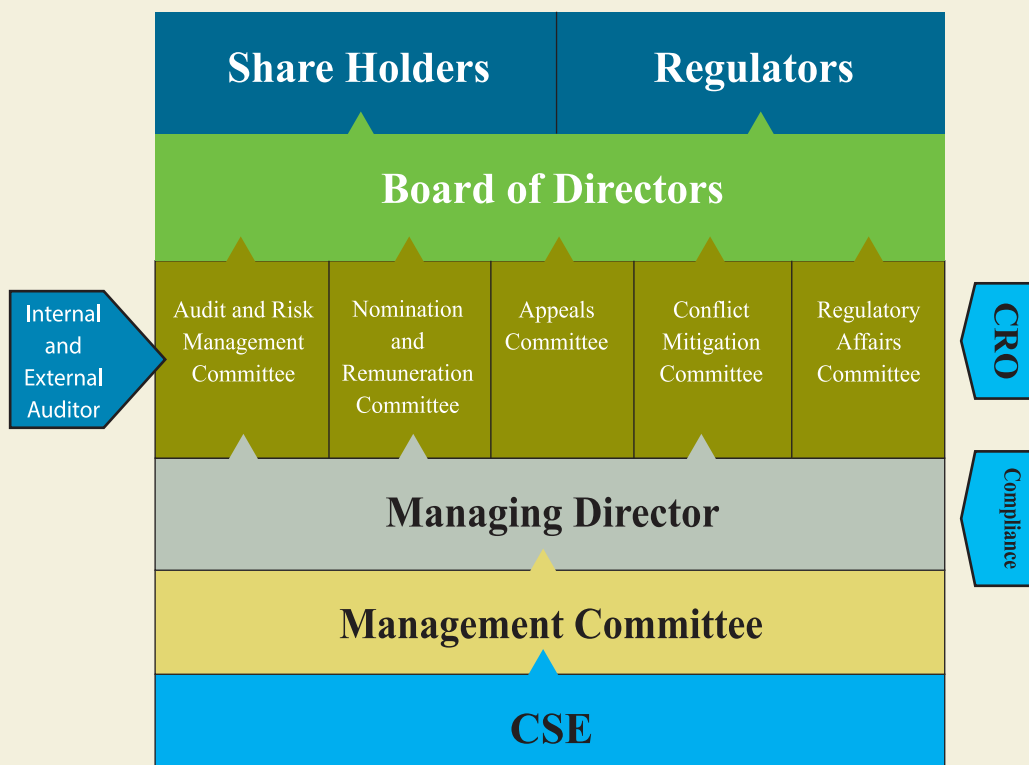 Share Holders
Regulators
Board of Directors
Internal
and
External
Auditor
Audit and Risk
Management
Committee
Nomination
and
Remuneration
Committee
Appeals
Committee
Conflict
Mitigation
Committee
Regulatory
Affairs
Committee
CRO
Managing Director
Compliance
Management Committee
CSE